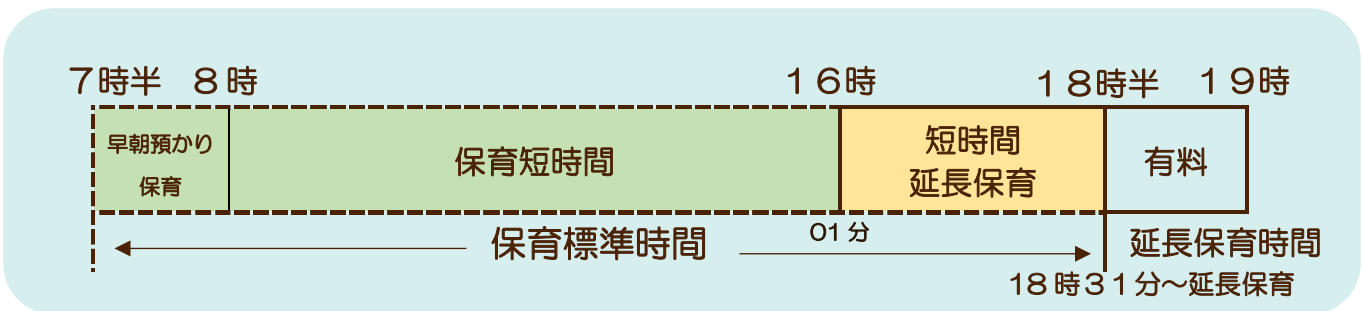 7時半 8時 16時 18時半 19時
早朝預かり
保育
保育短時間
短時間
延長保育
有料
01分
保育標準時間
延長保育時間
18時31分~延長保育